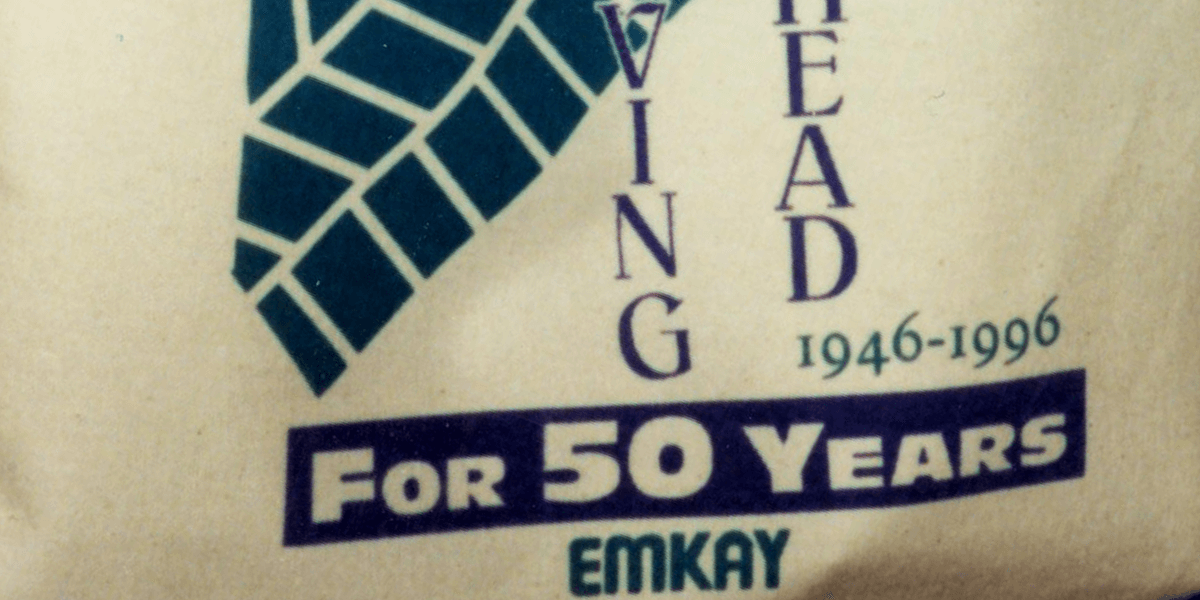 VING
HEAD
1946-1996
FOR 50 YEARS
EMKAY